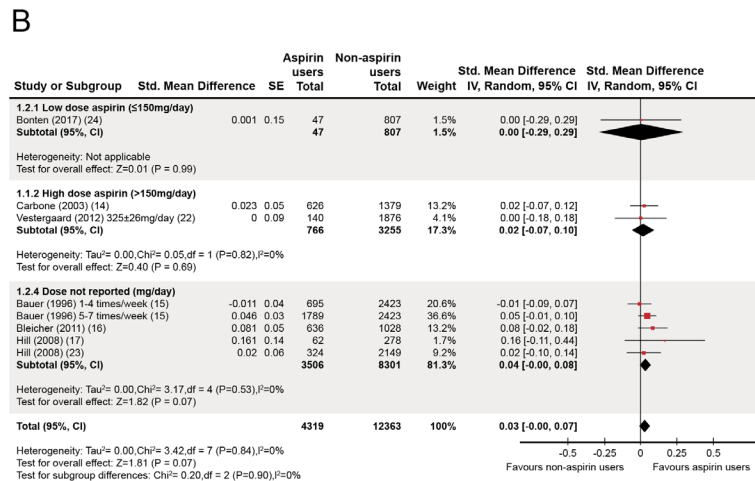 B
Aspirin Non-aspirin
users users Std. Mean Difference Std. Mean Difference
Study or Subgroup Std. Mean Difference SE Total Total Weight IV, Random, 95% CI IV, Random, 95% CI
1.2.1 Low dose aspirin (≤150mg/day)
Bonten (2017) (24) 0.001 0.15 47 807 1.5% 0.00 [-0.29, 0.29]
Subtotal (95%, CI) 47 807 1.5% 0.00 [-0.29, 0.29]
Heterogeneity: Not applicable
Test for overall effect: Z=0.01 (P = 0.99)
1.1.2 High dose aspirin (>150mg/day)
Carbone (2003) (14) 0.023 0.05 626 1379 13.2% 0.02 [-0.07, 0.12]
Vestergaard (2012) 325±26mg/day (22) 0 0.09 140 1876 4.1% 0.00 [-0.18, 0.18]
Subtotal (95%, CI) 766 3255 17.3% 0.02 [-0.07, 0.10]
Heterogeneity: Tau²= 0.00,Chi²= 0.05,df = 1 (P=0.82),I²=0%
Test for overall effect: Z=0.40 (P = 0.69)
1.2.4 Dose not reported (mg/day)
Bauer (1996) 1-4 times/week (15) -0.011 0.04 695 2423 20.6% -0.01 [-0.09, 0.07]
Bauer (1996) 5-7 times/week (15) 0.046 0.03 1789 2423 36.6% 0.05 [-0.01, 0.10]
Bleicher (2011) (16) 0.081 0.05 636 1028 13.2% 0.08 [-0.02, 0.18]
Hill (2008) (17) 0.161 0.14 62 278 1.7% 0.16 [-0.11, 0.44]
Hill (2008) (23) 0.02 0.06 324 2149 9.2% 0.02 [-0.10, 0.14]
Subtotal (95%, CI) 3506 8301 81.3% 0.04 [-0.00, 0.08]
Heterogeneity: Tau²= 0.00,Chi²= 3.17,df = 4 (P=0.53),I²=0%
Test for overall effect: Z=1.82 (P = 0.07)
Total (95%, CI) 4319 12363 100% 0.03 [-0.00, 0.07]
Heterogeneity: Tau²= 0.00,Chi²= 3.42,df = 7 (P=0.84),I²=0%
Test for overall effect: Z=1.81 (P = 0.07)
Test for subgroup differences: Chi²= 0.20,df = 2 (P=0.90),I²=0%
-0.5 -0.25 0 0.25 0.5
Favours non-aspirin users Favours aspirin users